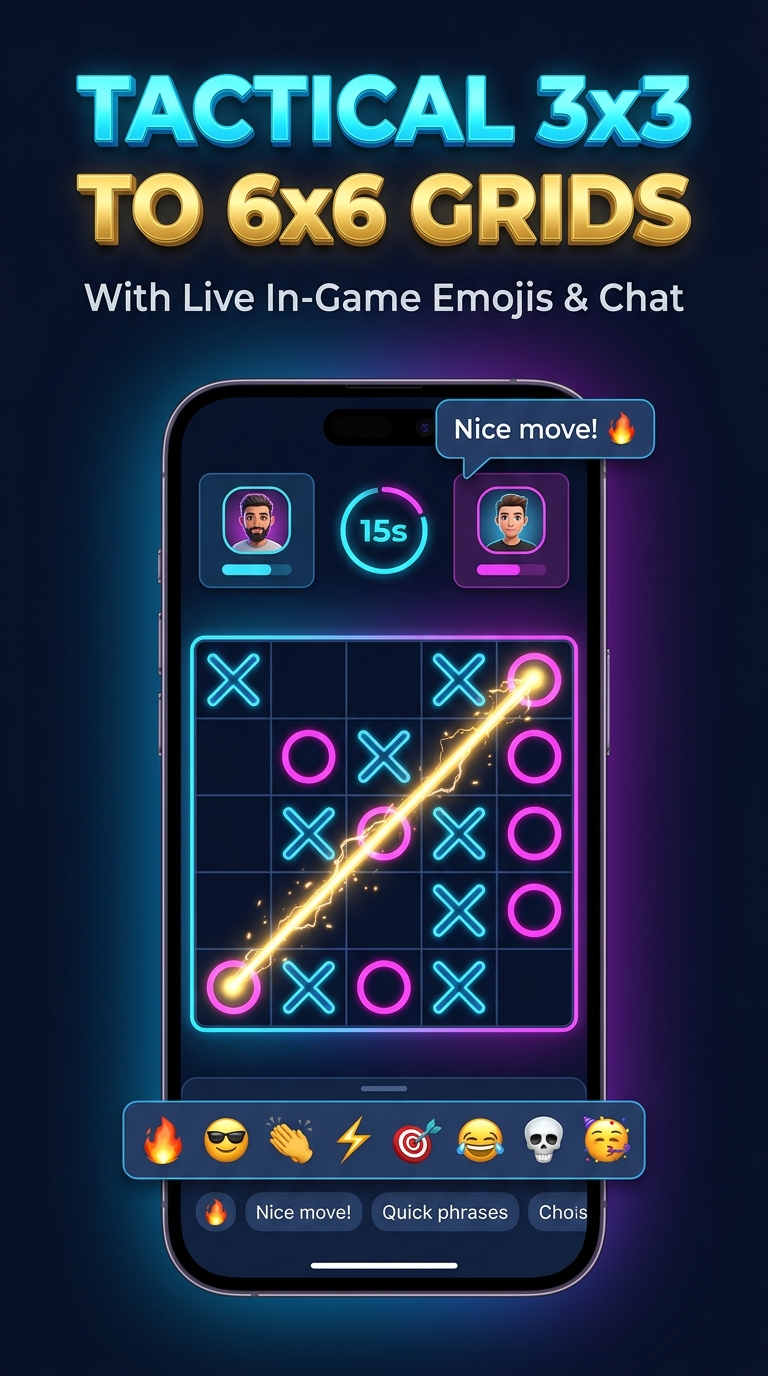 TACTICAL 3x3
TO 6x6 GRIDS
With Live In-Game Emojis & Chat
Nice move! 🔥
15s
Nice move!
Quick phrases
Chois